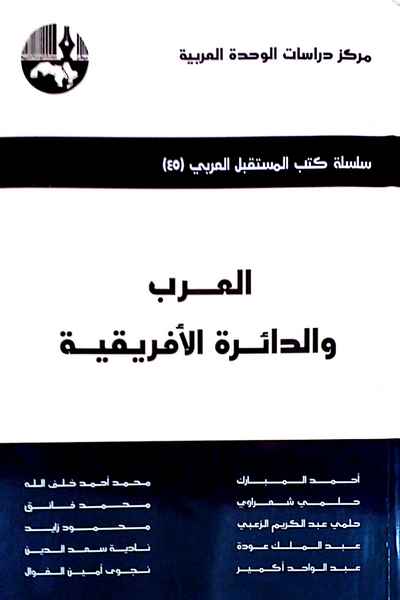 مركز دراسات الوحدة العربية
سلسلة كتب المستقبل العربي (٤٥)
العرب
والدائرة الأفريقية
أحمد المبارك
حلمي شعراوي
حلمي عبد الكريم الزعبي
عبد الملك عودة
عبد الواحد أكمير
محمد أحمد خلف الله
محمد فائق
محمود زايد
نادية سعد الدين
نجوى أمين الفوال